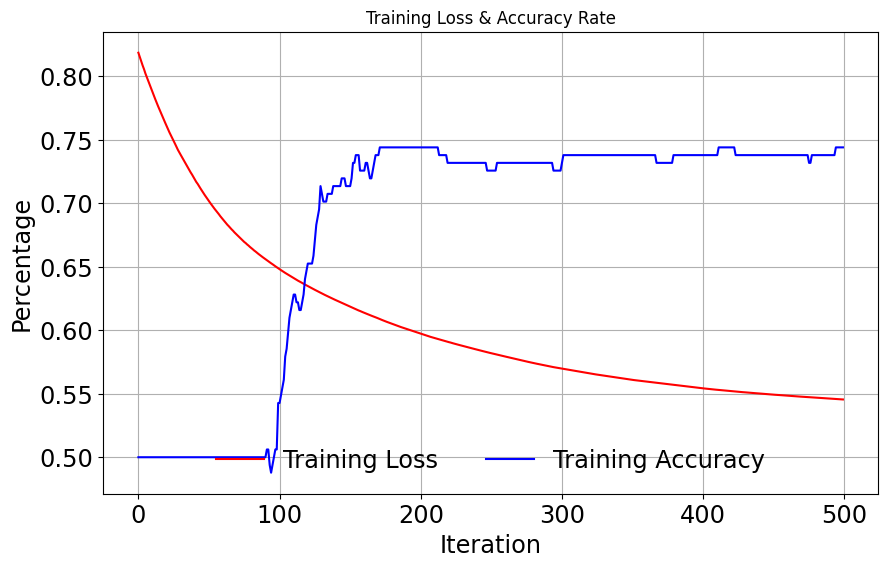 Training Loss & Accuracy Rate
Percentage
0.80
0.75
0.70
0.65
0.60
0.55
0.50
Training Loss Training Accuracy
0 100 200 300 400 500
Iteration